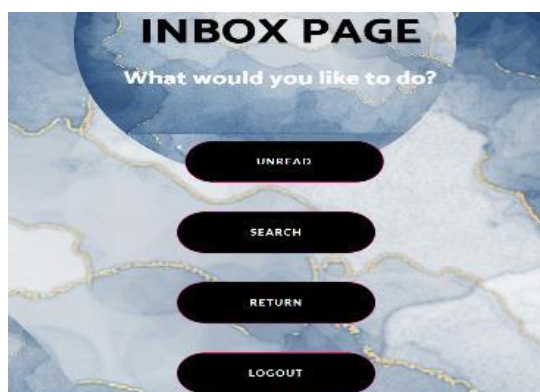 INBOX PAGE
What would you like to do?
UNREAD
SEARCH
RETURN
LOGOUT